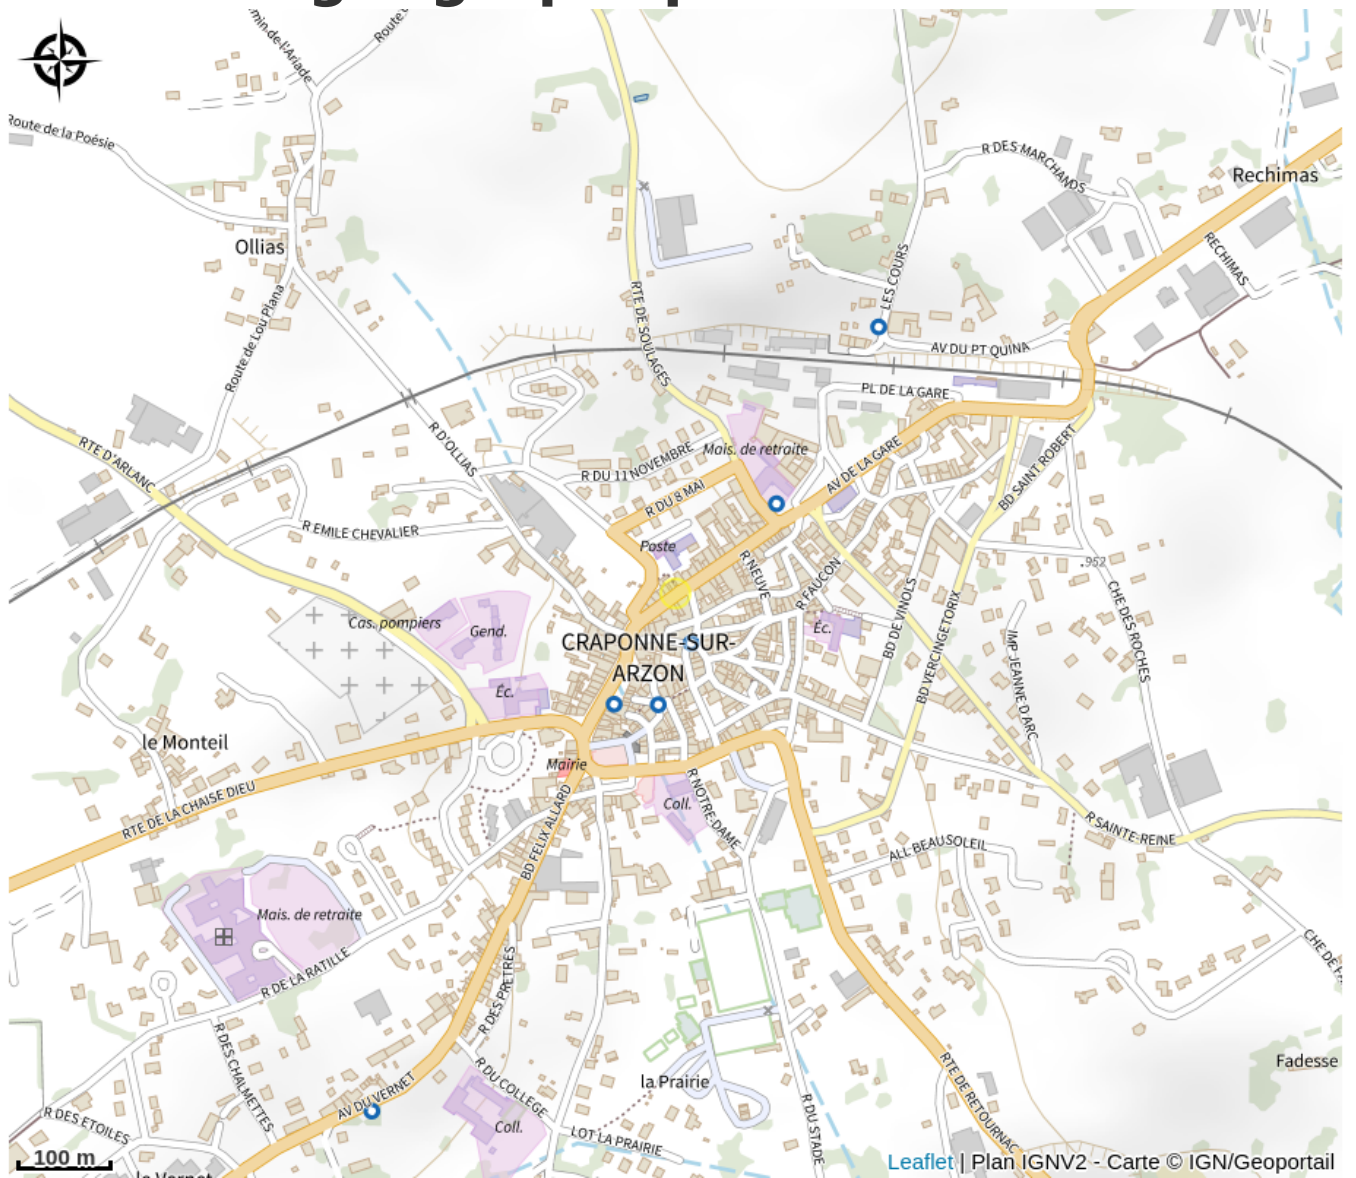 Route de la Poésie
Ollias
Route de Lou Plana
R DES MARCHANDS
Rechimas
RECHIMAS
LES COURS
RTE DE SOULAGES
AV DU PT QUINA
PL DE LA GARE
RTE D'ARLANC
R D'OLLIAS
R DU 11 NOVEMBRE
Mais. de retraite
AV DE LA GARE
BD SAINT ROBERT
R DU 8 MAI
R EMILE CHEVALIER
Poste
R NEUVE
R FAUCON
.952
CHE DES ROCHES
Cas. pompiers
Gend.
Éc.
BD DE VINOLS
BD VERCINGETORIX
IMP JEANNE D'ARC
CRAPONNE-SUR-
ARZON
Éc.
le Monteil
Mairie
RTE DE LA CHAISE DIEU
BD FELIX ALLARD
Coll.
R NOTRE-DAME
R SAINTE-REINE
ALL BEAUSOLEIL
Mais. de retraite
R DE LA RATILLE
R DES PRETRES
R DES CHALMETTES
R DU COLLEGE
la Prairie
RTE DE RETOURNAC
Fadesse
AV DU VERNET
R DES ETOILES
Coll.
LOT LA PRAIRIE
R DU STADE
100 m
Leaflet | Plan IGNV2 - Carte © IGN/Geoportail